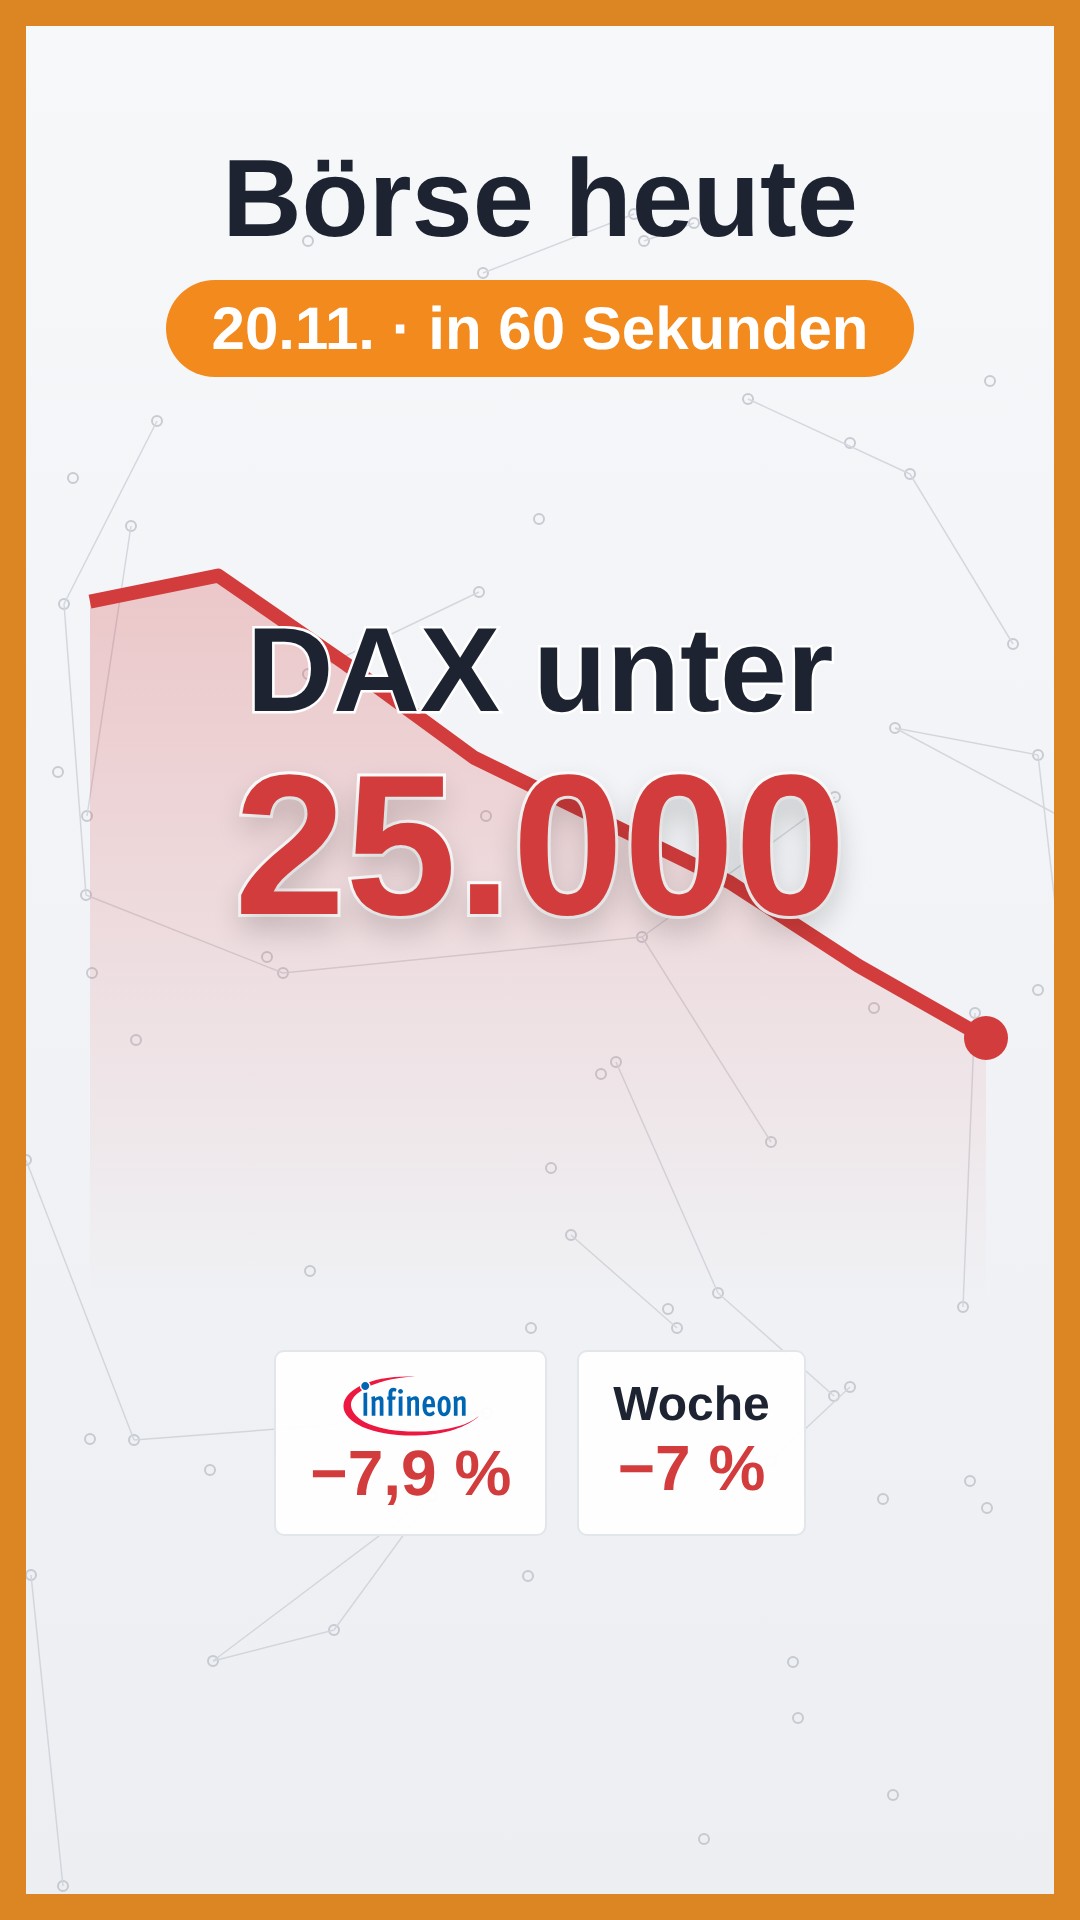 Börse heute
20.11. · in 60 Sekunden
DAX unter
25.000
infineon
−7,9 %
Woche
−7 %